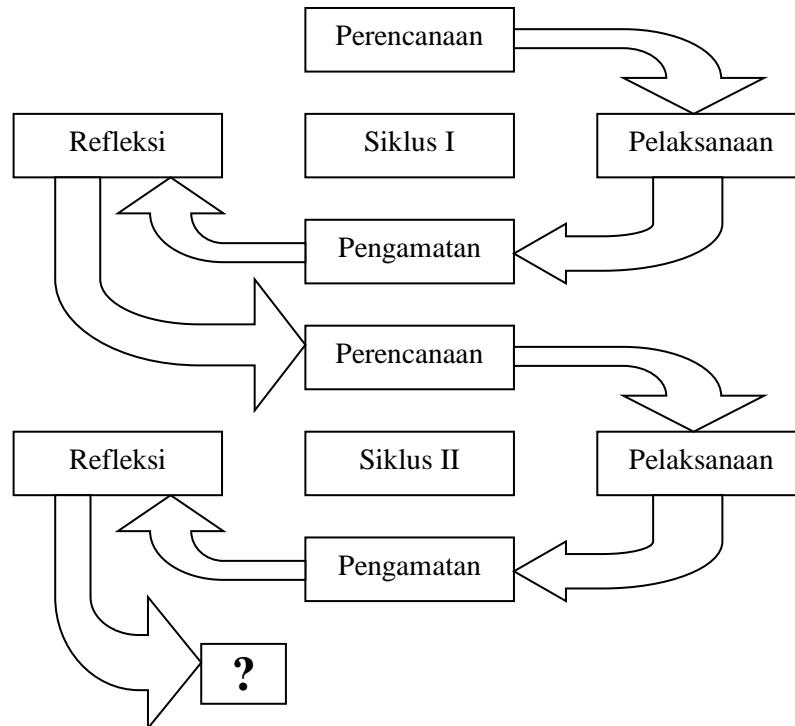 Perencanaan
Refleksi
Siklus I
Pelaksanaan
Pengamatan
Perencanaan
Refleksi
Siklus II
Pelaksanaan
Pengamatan
?